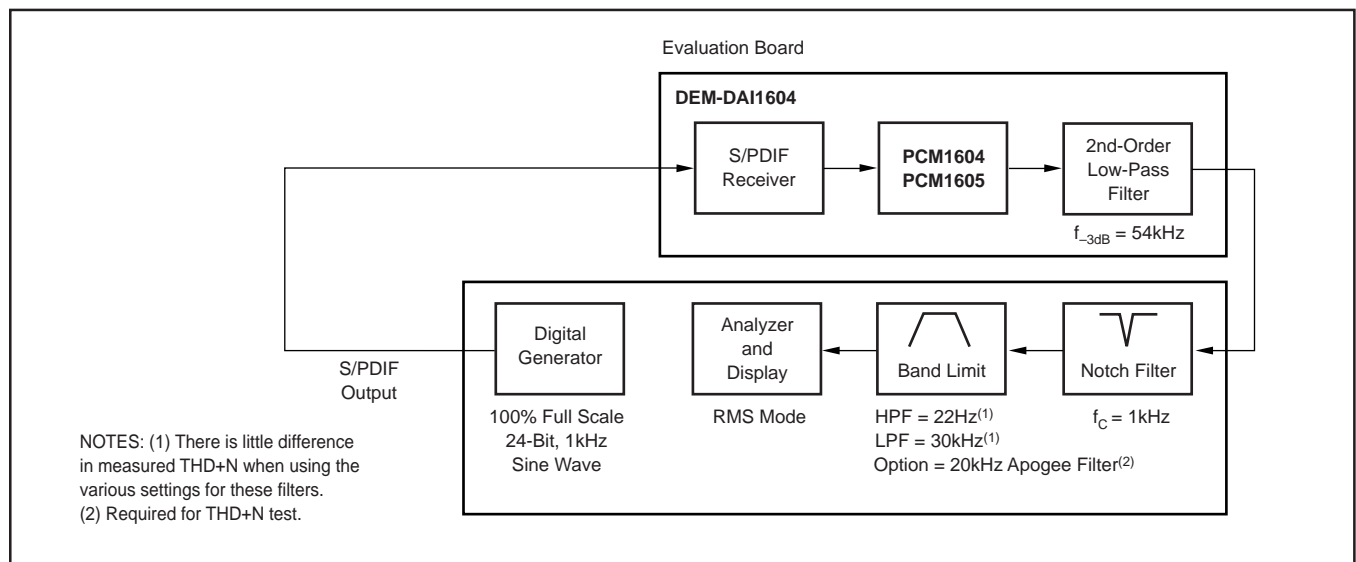 Evaluation Board
DEM-DAI1604
S/PDIF
Receiver
PCM1604
PCM1605
2nd-Order
Low-Pass
Filter
f–3dB = 54kHz
S/PDIF
Output
Digital
Generator
100% Full Scale
24-Bit, 1kHz
Sine Wave
Analyzer
and
Display
RMS Mode
Band Limit
HPF = 22Hz(1)
LPF = 30kHz(1)
Option = 20kHz Apogee Filter(2)
Notch Filter
fC = 1kHz
NOTES: (1) There is little difference
in measured THD+N when using the
various settings for these filters.
(2) Required for THD+N test.